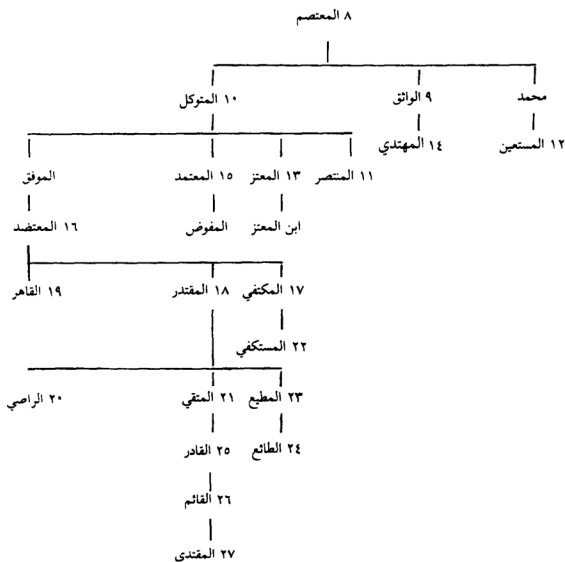 ٨ المعتصم
محمد ٩ الواثق ١٠ المتوكل
١٢ المستعين ١٤ المهتدي
١١ المنتصر ١٣ المعتز ١٥ المعتمد الموفق
ابن المعتز المفوض ١٦ المعتضد
١٧ المكتفي ١٨ المقتدر ١٩ القاهر
٢٢ المستكفي
٢٣ المطيع ٢١ المتقي ٢٠ الراصي
٢٤ الطائع ٢٥ القادر
٢٦ القائم
٢٧ المقتدى